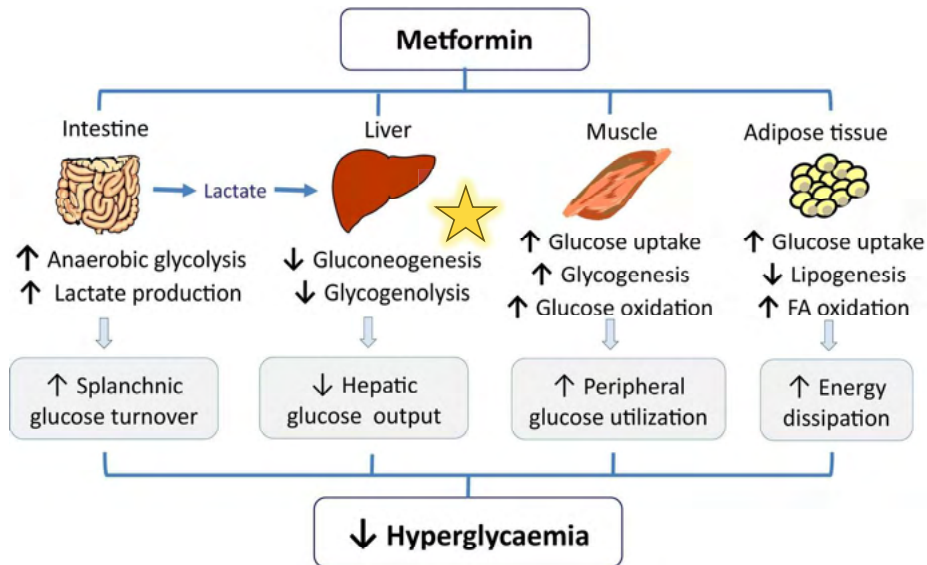 Metformin
Intestine
Lactate
↑ Anaerobic glycolysis
↑ Lactate production
↑ Splanchnic
glucose turnover
Liver
↓ Gluconeogenesis
↓ Glycogenolysis
↓ Hepatic
glucose output
Muscle
↑ Glucose uptake
↑ Glycogenesis
↑ Glucose oxidation
↑ Peripheral
glucose utilization
Adipose tissue
↑ Glucose uptake
↓ Lipogenesis
↑ FA oxidation
↑ Energy
dissipation
↓ Hyperglycaemia